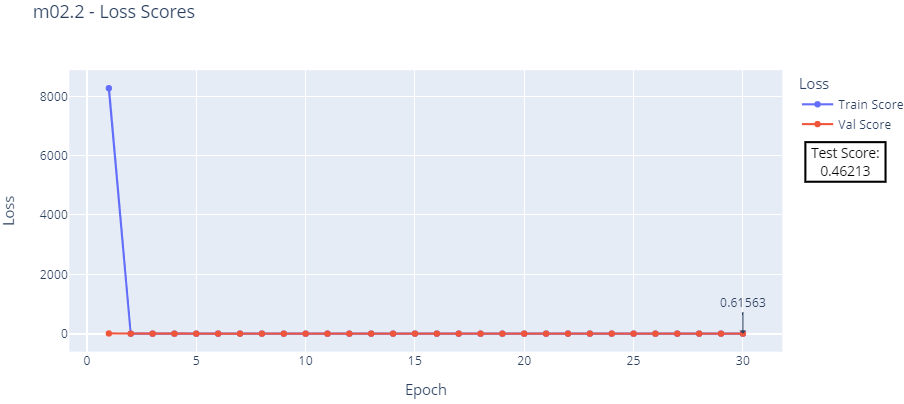 m02.2 - Loss Scores
Loss
Train Score
Val Score
Test Score:
0.46213
8000
6000
4000
2000
0
Loss
0.61563
0
5
10
15
20
25
30
Epoch